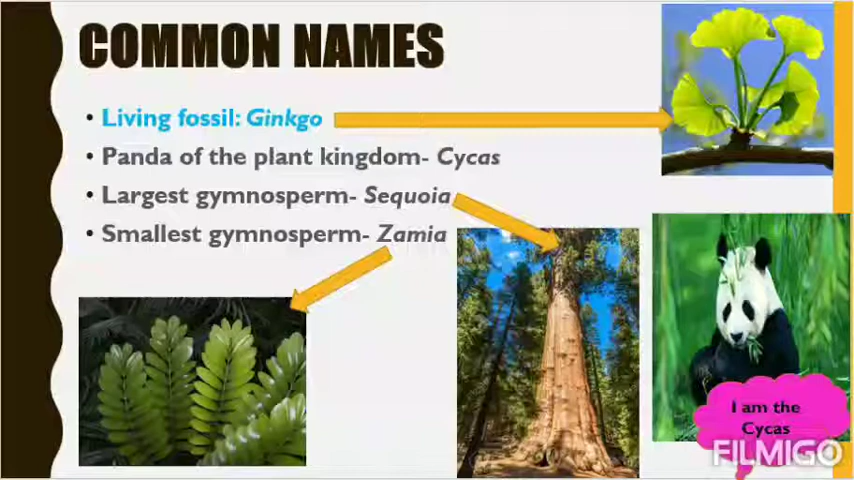 COMMON NAMES
• Living fossil: Ginkgo
• Panda of the plant kingdom- Cycas
• Largest gymnosperm- Sequoia
• Smallest gymnosperm- Zamia
I am the
Cycas
FILMIGO